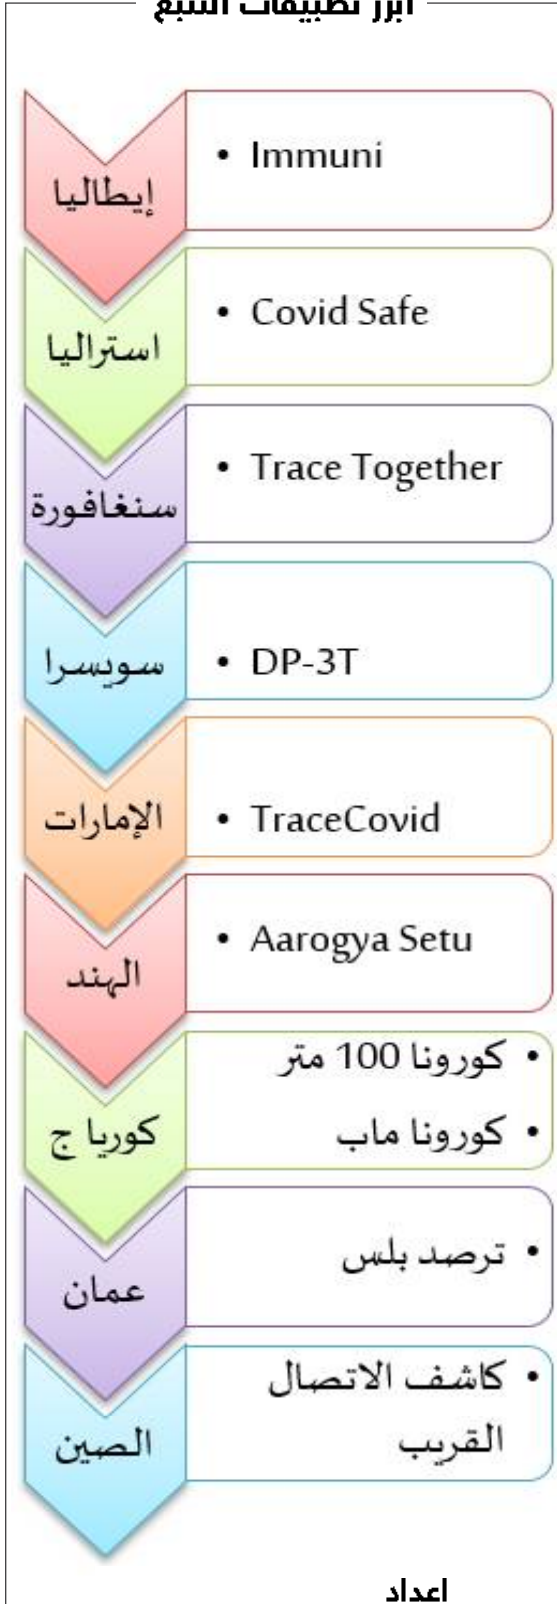 ابرز تطبيقات التتبع
إيطاليا
• Immuni
استراليا
• Covid Safe
سنغافورة
• Trace Together
سويسرا
• DP-3T
الإمارات
• TraceCovid
الهند
• Aarogya Setu
كوريا ج
• كورونا 100 متر
• كورونا ماب
عمان
• ترصد بلس
الصين
• كاشف الاتصال
القريب
اعداد